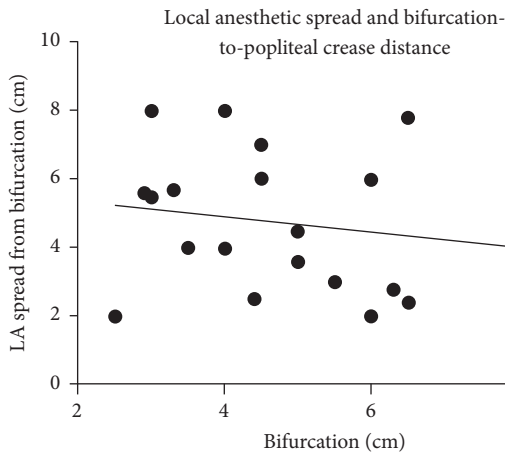 Local anesthetic spread and bifurcation-
to-popliteal crease distance
LA spread from bifurcation (cm)
10
8
6
4
2
0
2
4
6
Bifurcation (cm)